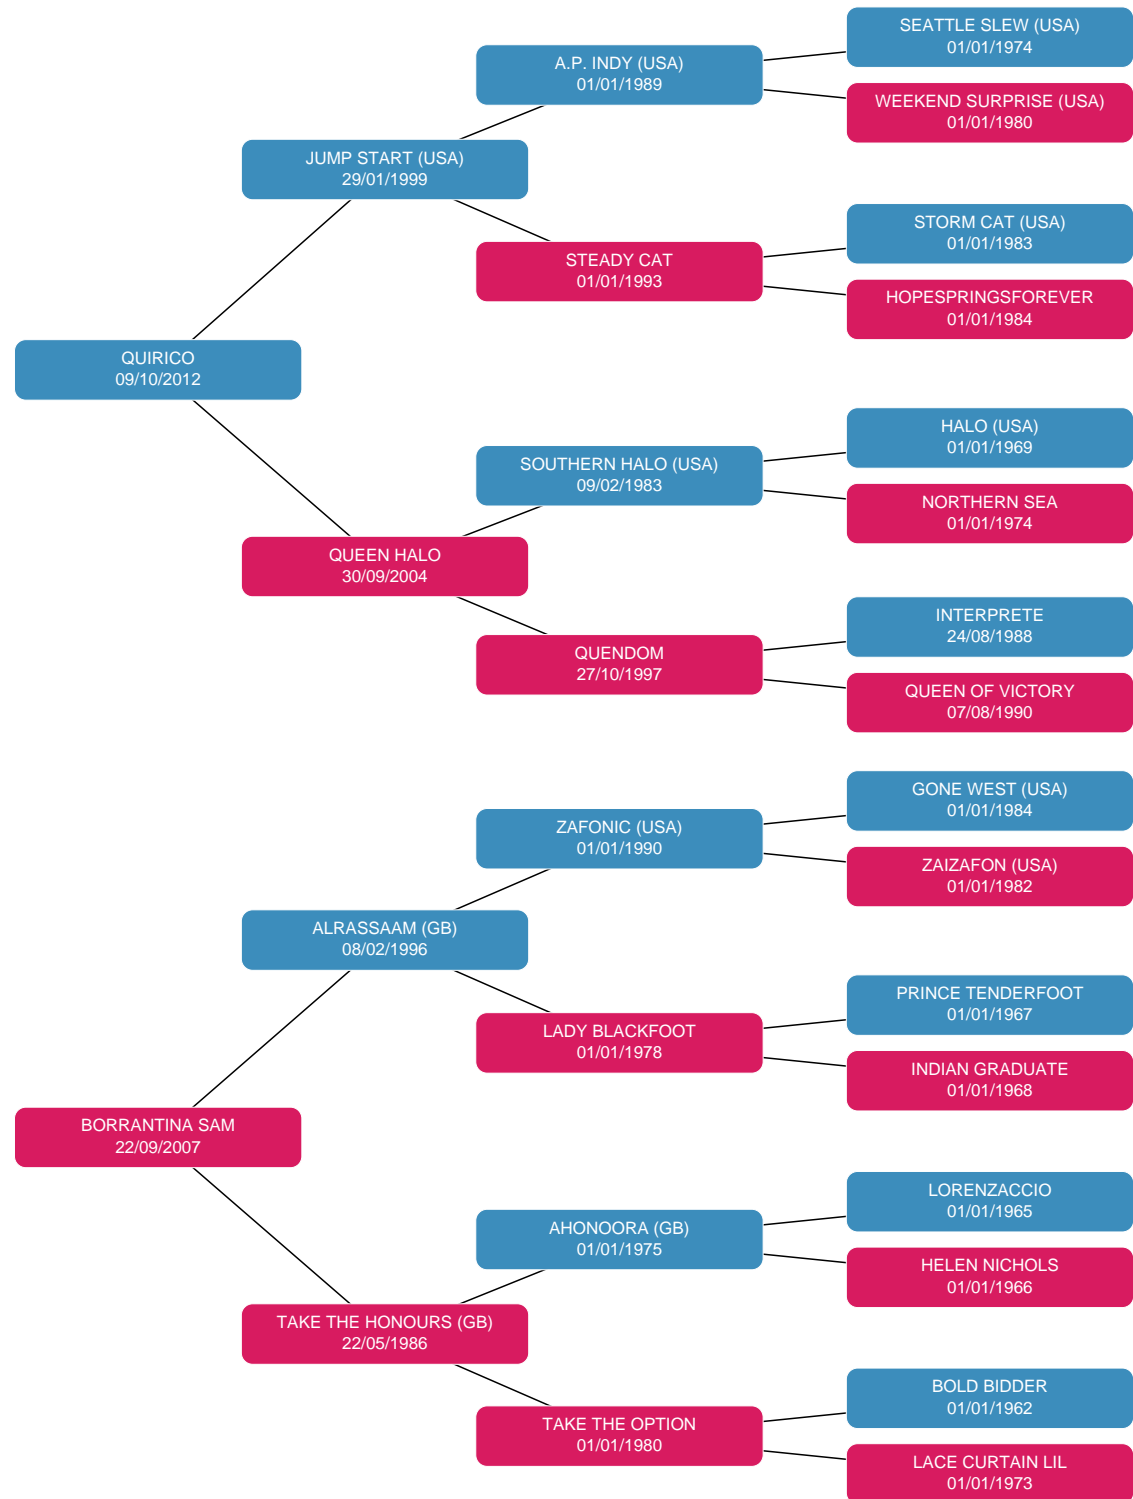 SEATTLE SLEW (USA)
01/01/1974
A.P. INDY (USA)
01/01/1989
WEEKEND SURPRISE (USA)
01/01/1980
JUMP START (USA)
29/01/1999
STORM CAT (USA)
01/01/1983
STEADY CAT
01/01/1993
HOPESPRINGSFOREVER
01/01/1984
QUIRICO
09/10/2012
HALO (USA)
01/01/1969
SOUTHERN HALO (USA)
09/02/1983
NORTHERN SEA
01/01/1974
QUEEN HALO
30/09/2004
INTERPRETE
24/08/1988
QUENDOM
27/10/1997
QUEEN OF VICTORY
07/08/1990
GONE WEST (USA)
01/01/1984
ZAFONIC (USA)
01/01/1990
ZAIZAFON (USA)
01/01/1982
ALRASSAAM (GB)
08/02/1996
PRINCE TENDERFOOT
01/01/1967
LADY BLACKFOOT
01/01/1978
INDIAN GRADUATE
01/01/1968
BORRANTINA SAM
22/09/2007
LORENZACCIO
01/01/1965
AHONOORA (GB)
01/01/1975
HELEN NICHOLS
01/01/1966
TAKE THE HONOURS (GB)
22/05/1986
BOLD BIDDER
01/01/1962
TAKE THE OPTION
01/01/1980
LACE CURTAIN LIL
01/01/1973